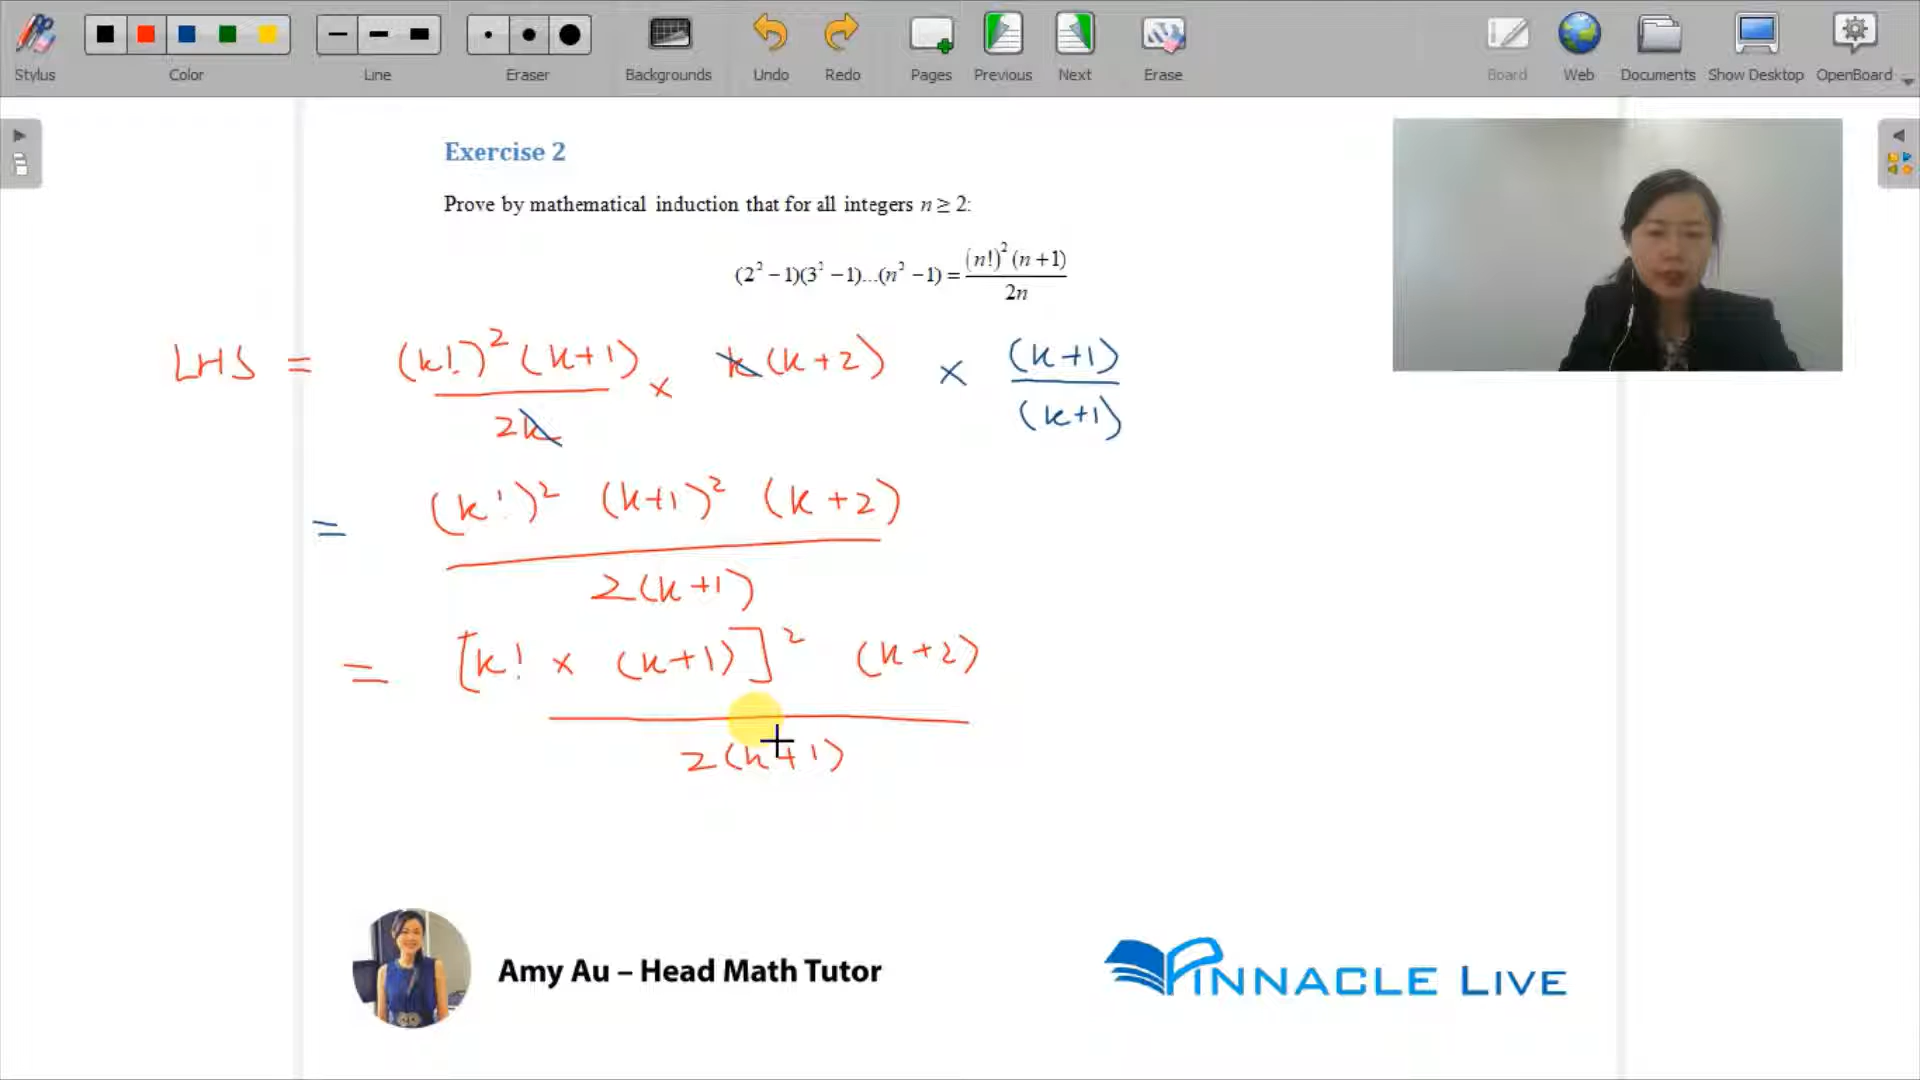 Stylus Color Line Eraser Backgrounds Undo Redo Pages Previous Next Erase Board Web Documents Show Desktop OpenBoard
Exercise 2
Prove by mathematical induction that for all integers n ≥ 2:
(2² − 1)(3² − 1)...(n² − 1) = (n!)² (n + 1) / 2n
LHS = (k!)² (k+1) / 2k × k(k+2) × (k+1) / (k+1)
= (k!)² (k+1)² (k+2) / 2(k+1)
= [k! × (k+1)]² (k+2) / 2(k+1)
Amy Au – Head Math Tutor
PINNACLE LIVE